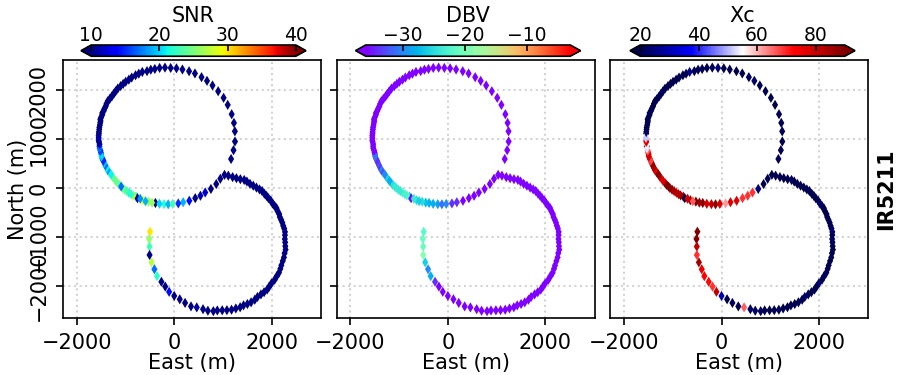 SNR DBV Xc
10 20 30 40 −30 −20 −10 20 40 60 80
North (m)
2000
1000
0
−1000
−2000
IR5211
−2000 0 2000 −2000 0 2000 −2000 0 2000
East (m) East (m) East (m)